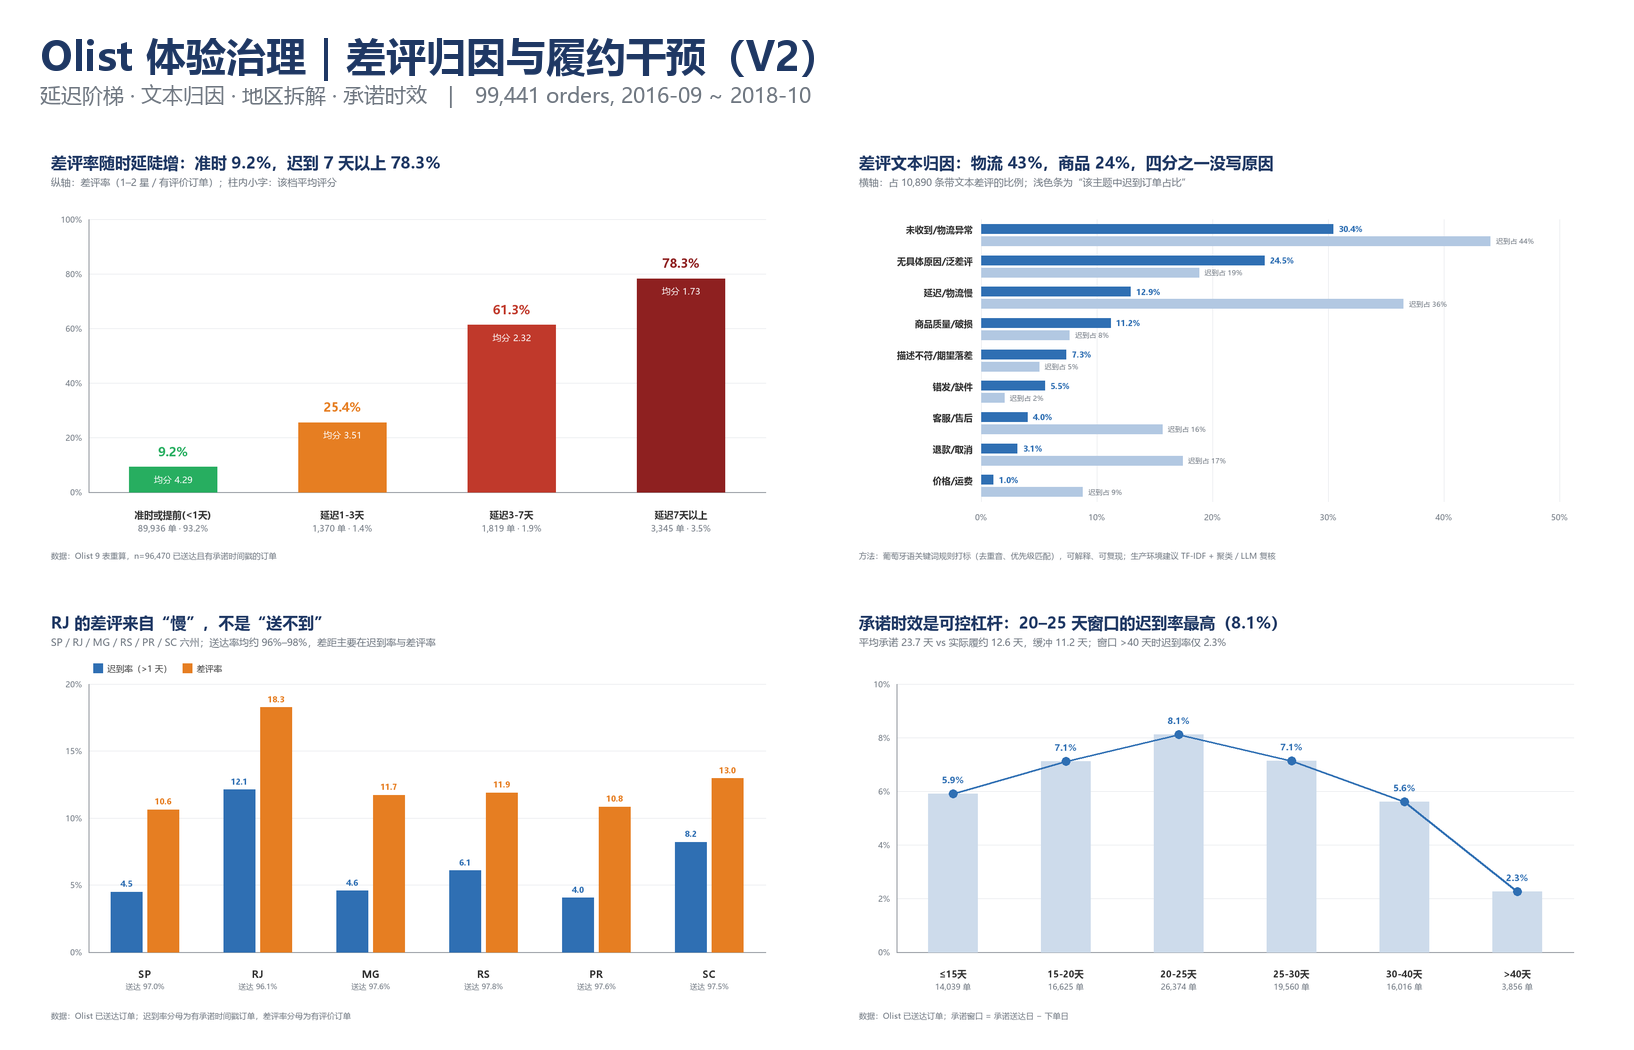 Olist 体验治理｜差评归因与履约干预（V2）
延迟阶梯 · 文本归因 · 地区拆解 · 承诺时效 ｜ 99,441 orders, 2016-09 ~ 2018-10
差评率随时延陡增：准时 9.2%，迟到 7 天以上 78.3%
纵轴：差评率（1–2 星 / 有评价订单）；柱内小字：该档平均评分
100%
80%
60%
40%
20%
0%
9.2%
均分 4.29
25.4%
均分 3.51
61.3%
均分 2.32
78.3%
均分 1.73
准时或提前(<1天)
89,936 单 · 93.2%
延迟1-3天
1,370 单 · 1.4%
延迟3-7天
1,819 单 · 1.9%
延迟7天以上
3,345 单 · 3.5%
数据：Olist 9 表重算，n=96,470 已送达且有承诺时间戳的订单
差评文本归因：物流 43%，商品 24%，四分之一没写原因
横轴：占 10,890 条带文本差评的比例；浅色条为“该主题中迟到订单占比”
未收到/物流异常
30.4%
迟到占 44%
无具体原因/泛差评
24.5%
迟到占 19%
延迟/物流慢
12.9%
迟到占 36%
商品质量/破损
11.2%
迟到占 8%
描述不符/期望落差
7.3%
迟到占 5%
错发/缺件
5.5%
迟到占 2%
客服/售后
4.0%
迟到占 16%
退款/取消
3.1%
迟到占 17%
价格/运费
1.0%
迟到占 9%
0%
10%
20%
30%
40%
50%
方法：葡萄牙语关键词规则打标（去重音、优先级匹配），可解释、可复现；生产环境建议 TF-IDF + 聚类 / LLM 复核
RJ 的差评来自“慢”，不是“送不到”
SP / RJ / MG / RS / PR / SC 六州；送达率均约 96%–98%，差距主要在迟到率与差评率
迟到率（>1 天）
差评率
20%
15%
10%
5%
0%
4.5
10.6
12.1
18.3
4.6
11.7
6.1
11.9
4.0
10.8
8.2
13.0
SP
送达 97.0%
RJ
送达 96.1%
MG
送达 97.6%
RS
送达 97.8%
PR
送达 97.6%
SC
送达 97.5%
数据：Olist 已送达订单；迟到率分母为有承诺时间戳订单，差评率分母为有评价订单
承诺时效是可控杠杆：20–25 天窗口的迟到率最高（8.1%）
平均承诺 23.7 天 vs 实际履约 12.6 天，缓冲 11.2 天；窗口 >40 天时迟到率仅 2.3%
10%
8%
6%
4%
2%
0%
5.9%
7.1%
8.1%
7.1%
5.6%
2.3%
≤15天
14,039 单
15-20天
16,625 单
20-25天
26,374 单
25-30天
19,560 单
30-40天
16,016 单
>40天
3,856 单
数据：Olist 已送达订单；承诺窗口 = 承诺送达日 − 下单日